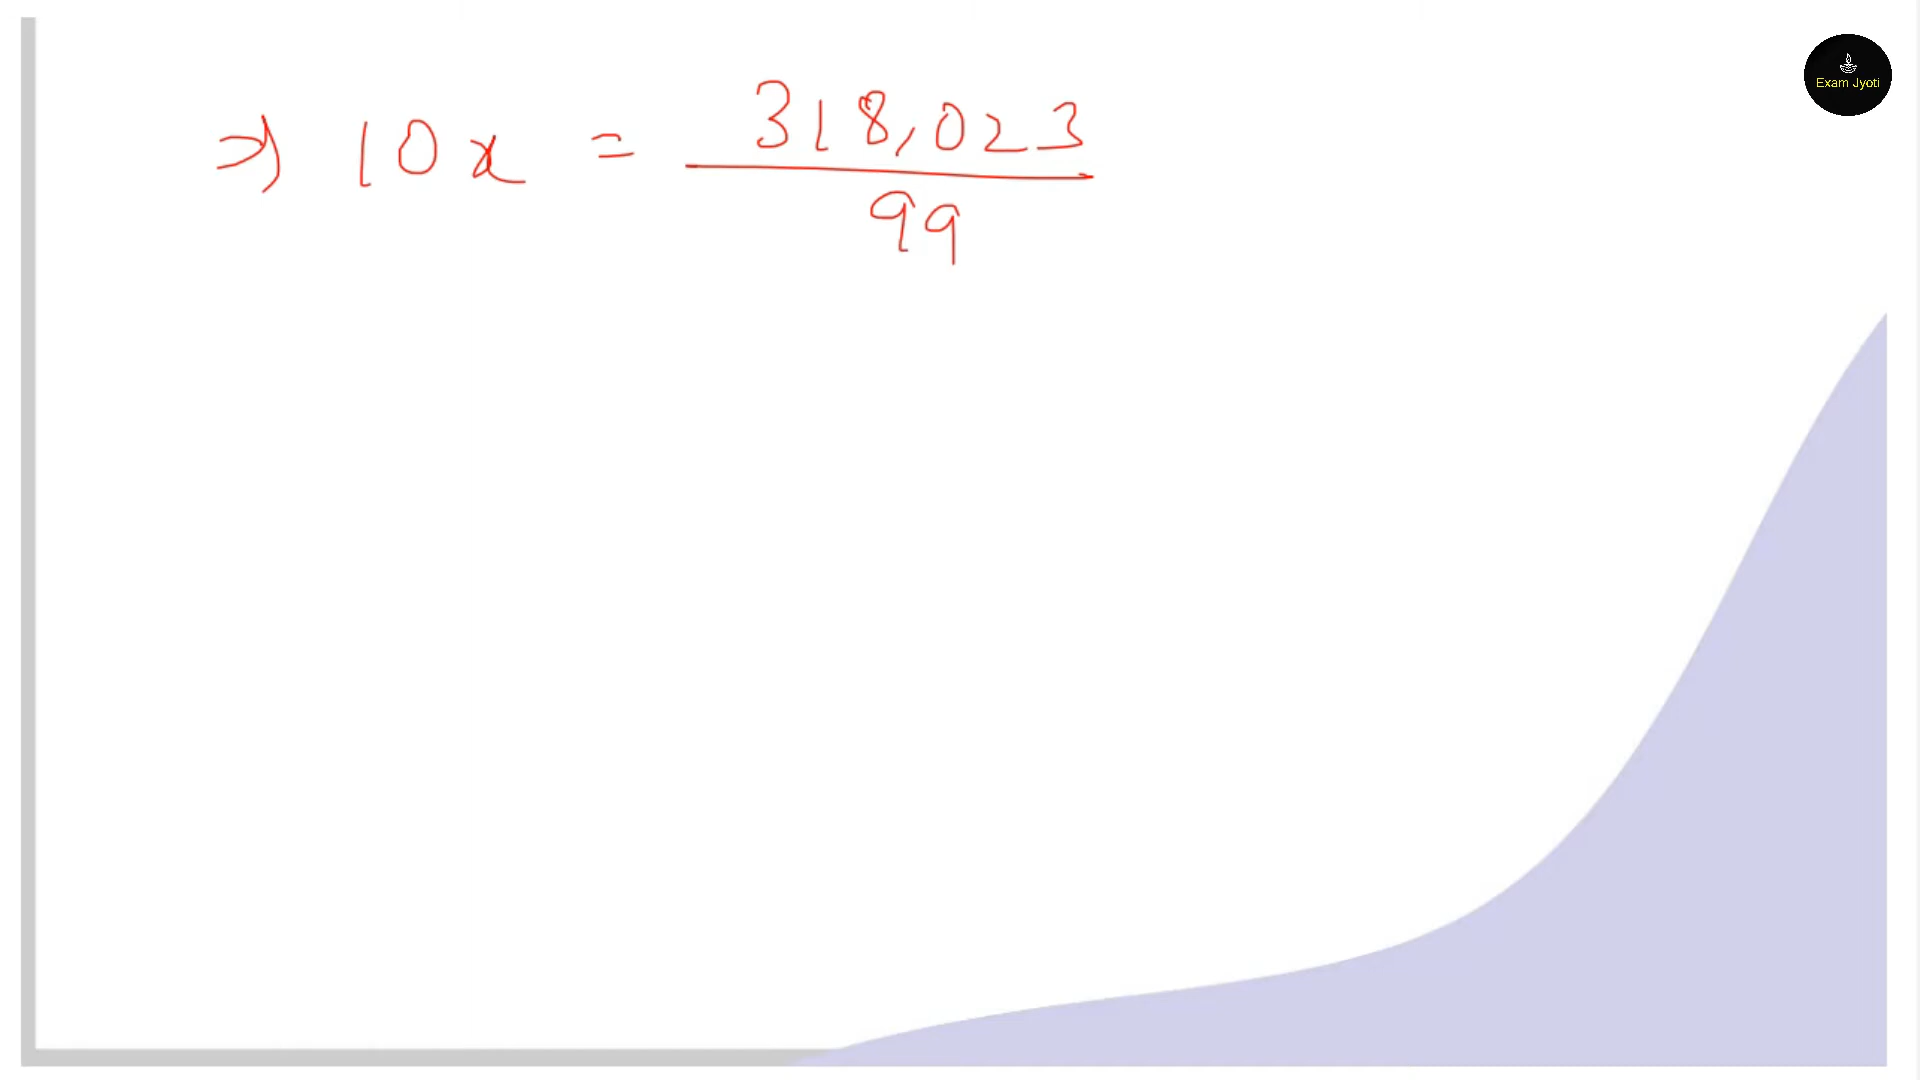 ⇒ 10x = 318,023 / 99
Exam Jyoti